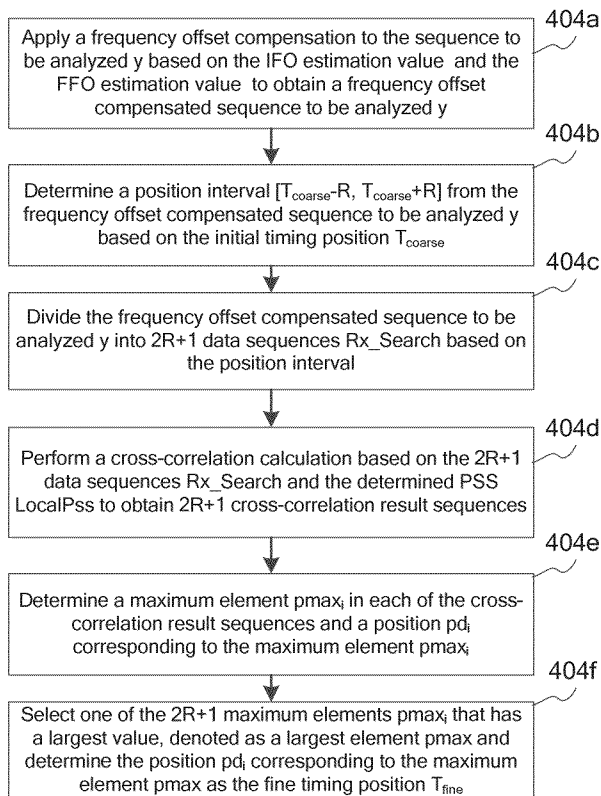 404a
Apply a frequency offset compensation to the sequence to
be analyzed y based on the IFO estimation value and the
FFO estimation value to obtain a frequency offset
compensated sequence to be analyzed y
404b
Determine a position interval [Tcoarse-R, Tcoarse+R] from the
frequency offset compensated sequence to be analyzed y
based on the initial timing position Tcoarse
404c
Divide the frequency offset compensated sequence to be
analyzed y into 2R+1 data sequences Rx_Search based on
the position interval
404d
Perform a cross-correlation calculation based on the 2R+1
data sequences Rx_Search and the determined PSS
LocalPss to obtain 2R+1 cross-correlation result sequences
404e
Determine a maximum element pmaxi in each of the cross-
correlation result sequences and a position pdi
corresponding to the maximum element pmaxi
404f
Select one of the 2R+1 maximum elements pmaxi that has
a largest value, denoted as a largest element pmax and
determine the position pdi corresponding to the maximum
element pmax as the fine timing position Tfine